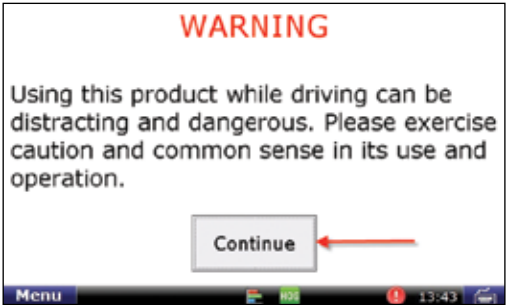 WARNING
Using this product while driving can be
distracting and dangerous. Please exercise
caution and common sense in its use and
operation.
Continue
Menu HOS 13:43